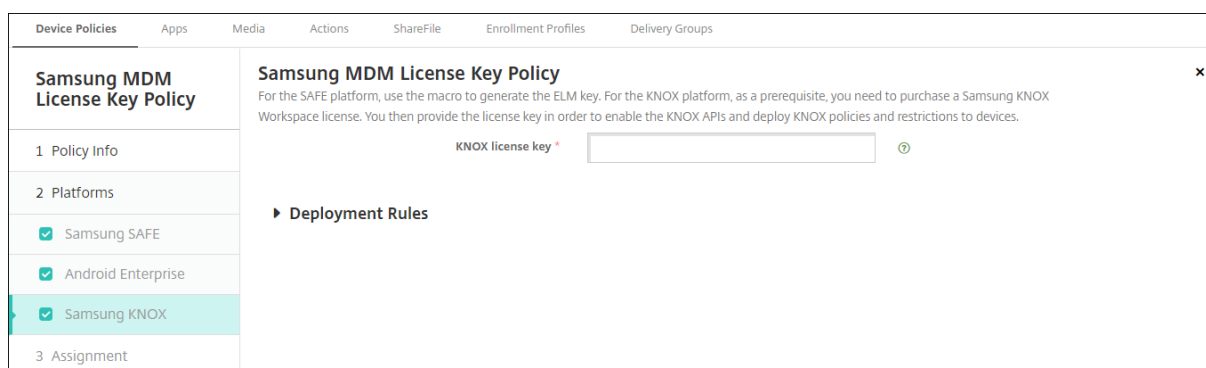 Device Policies Apps Media Actions ShareFile Enrollment Profiles Delivery Groups
Samsung MDM
License Key Policy
1 Policy Info
2 Platforms
Samsung SAFE
Android Enterprise
Samsung KNOX
3 Assignment
Samsung MDM License Key Policy
For the SAFE platform, use the macro to generate the ELM key. For the KNOX platform, as a prerequisite, you need to purchase a Samsung KNOX
Workspace license. You then provide the license key in order to enable the KNOX APIs and deploy KNOX policies and restrictions to devices.
KNOX license key *
Deployment Rules